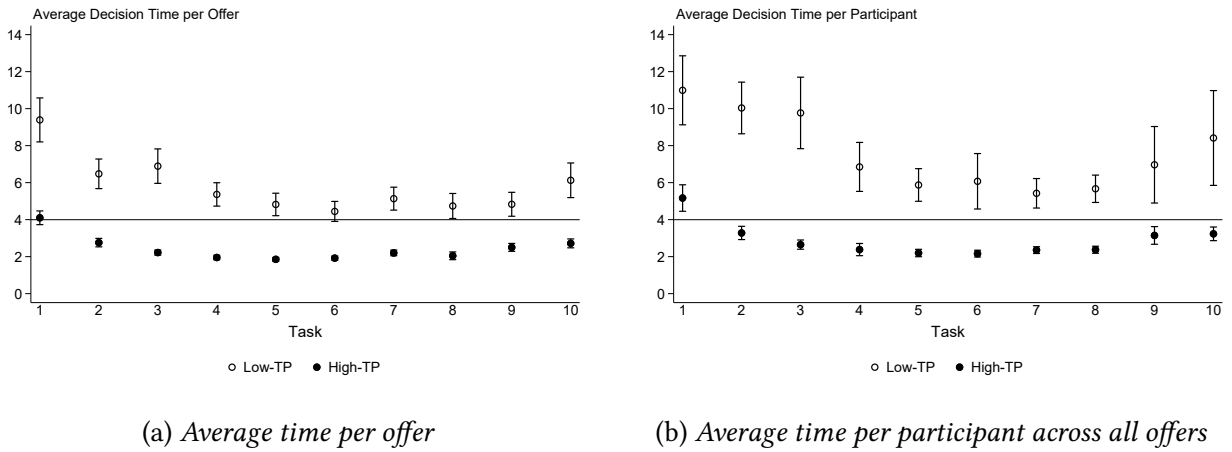 Average Decision Time per Offer
14
12
10
8
6
4
2
0
1 2 3 4 5 6 7 8 9 10
Task
Low-TP High-TP
(a) Average time per offer
Average Decision Time per Participant
14
12
10
8
6
4
2
0
1 2 3 4 5 6 7 8 9 10
Task
Low-TP High-TP
(b) Average time per participant across all offers